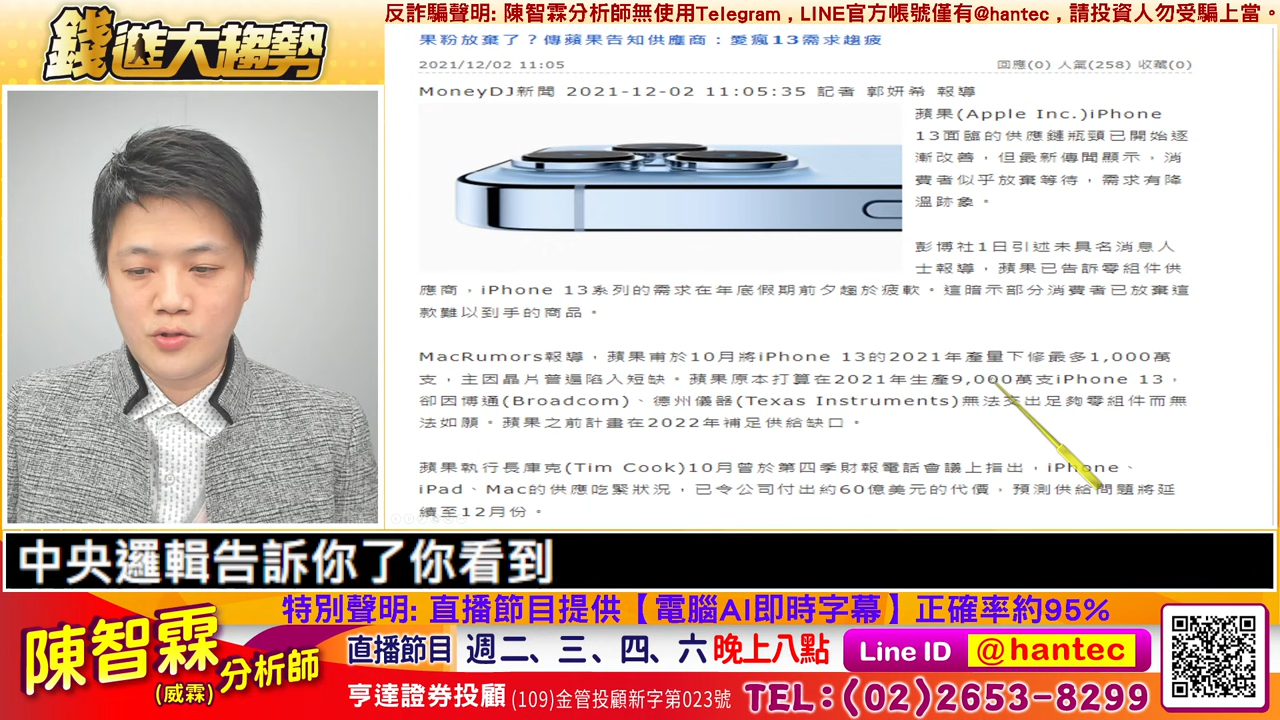 反詐騙聲明: 陳智霖分析師無使用Telegram , LINE官方帳號僅有@hantec , 請投資人勿受騙上當。
錢進大趨勢
果粉放棄了？傳蘋果告知供應商：愛瘋13需求趨疲
2021/12/02 11:05
回應(0) 人氣(258) 收藏(0)
MoneyDJ新聞 2021-12-02 11:05:35 記者 郭妍希 報導
蘋果(Apple Inc.)iPhone
13面臨的供應鏈瓶頸已開始逐
漸改善，但最新傳聞顯示，消
費者似乎放棄等待，需求有降
溫跡象。
彭博社1日引述未具名消息人
士報導，蘋果已告訴零組件供
應商，iPhone 13系列的需求在年底假期前夕趨於疲軟。這暗示部分消費者已放棄這
款難以到手的商品。
MacRumors報導，蘋果甫於10月將iPhone 13的2021年產量下修最多1,000萬
支，主因晶片普遍陷入短缺。蘋果原本打算在2021年生產9,000萬支iPhone 13，
卻因博通(Broadcom)、德州儀器(Texas Instruments)無法交出足夠零組件而無
法如願。蘋果之前計畫在2022年補足供給缺口。
蘋果執行長庫克(Tim Cook)10月曾於第四季財報電話會議上指出，iPhone、
iPad、Mac的供應吃緊狀況，已令公司付出約60億美元的代價，預測供給問題將延
續至12月份。
中央邏輯告訴你了你看到
特別聲明: 直播節目提供【電腦AI即時字幕】正確率約95%
陳智霖
(威霖)
分析師
直播節目 週二、三、四、六 晚上八點
Line ID @hantec
亨達證券投顧 (109)金管投顧新字第023號 TEL:(02)2653-8299